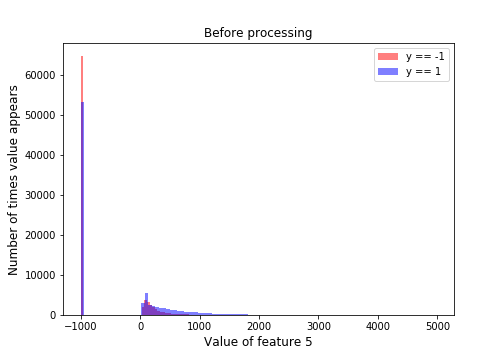 Before processing
y == -1
y == 1
Number of times value appears
60000
50000
40000
30000
20000
10000
0
−1000 0 1000 2000 3000 4000 5000
Value of feature 5